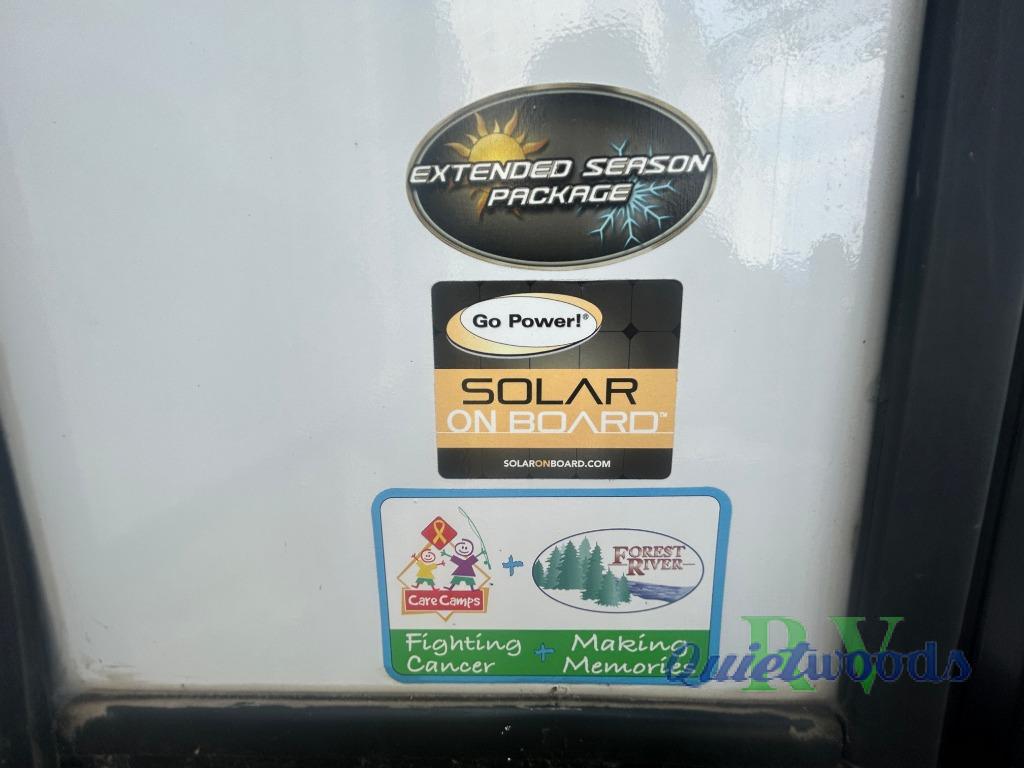 EXTENDED SEASON
PACKAGE
Go Power!®
SOLAR
ON BOARD™
SOLARONBOARD.COM
Care Camps
+
FOREST
RIVER
Fighting
Cancer
+
Making
Memories
RV
Quietwoods